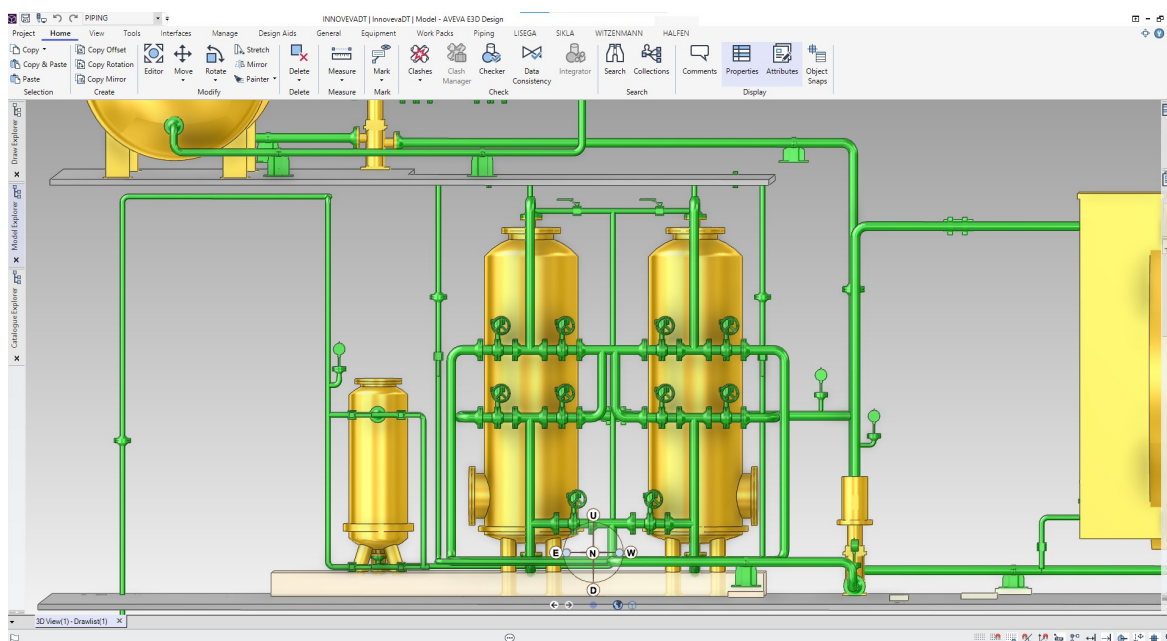 PIPING
INNOVEVADT | InnovevaDT | Model - AVEVA E3D Design
Project Home View Tools Interfaces Manage Design Aids General Equipment Work Packs Piping LISEGA SIKLA WITZENMANN HALFEN
Copy Copy Offset Stretch
Copy & Paste Copy Rotation Editor Move Rotate Mirror Delete Measure Mark Clashes Clash Manager Checker Data Consistency Integrator Search Collections Comments Properties Attributes Object Snaps
Paste Copy Mirror Painter
Selection Create Modify Delete Measure Mark Check Search Display
Draw Explorer
Model Explorer
Catalogue Explorer
U
E N W
D
3D View(1) - Drawlist(1)